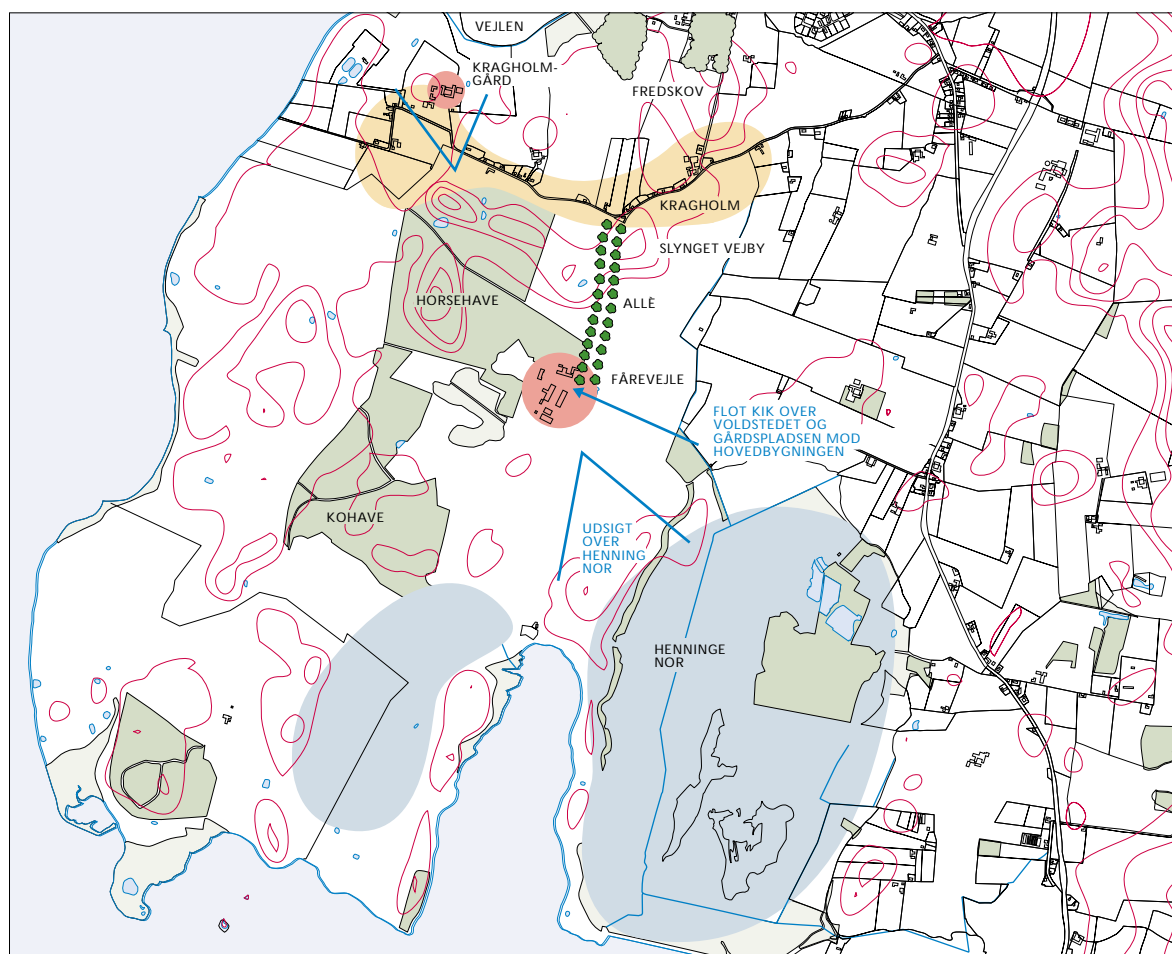 VEJLEN
KRAGHOLM-
GÅRD
FREDSKOV
KRAGHOLM
SLYNGET VEJBY
HORSEHAVE
ALLÈ
FÅREVEJLE
FLOT KIK OVER
VOLDSTEDET OG
GÅRDSPLADSEN MOD
HOVEDBYGNINGEN
KOHAVE
UDSIGT
OVER
HENNING
NOR
HENNINGE
NOR